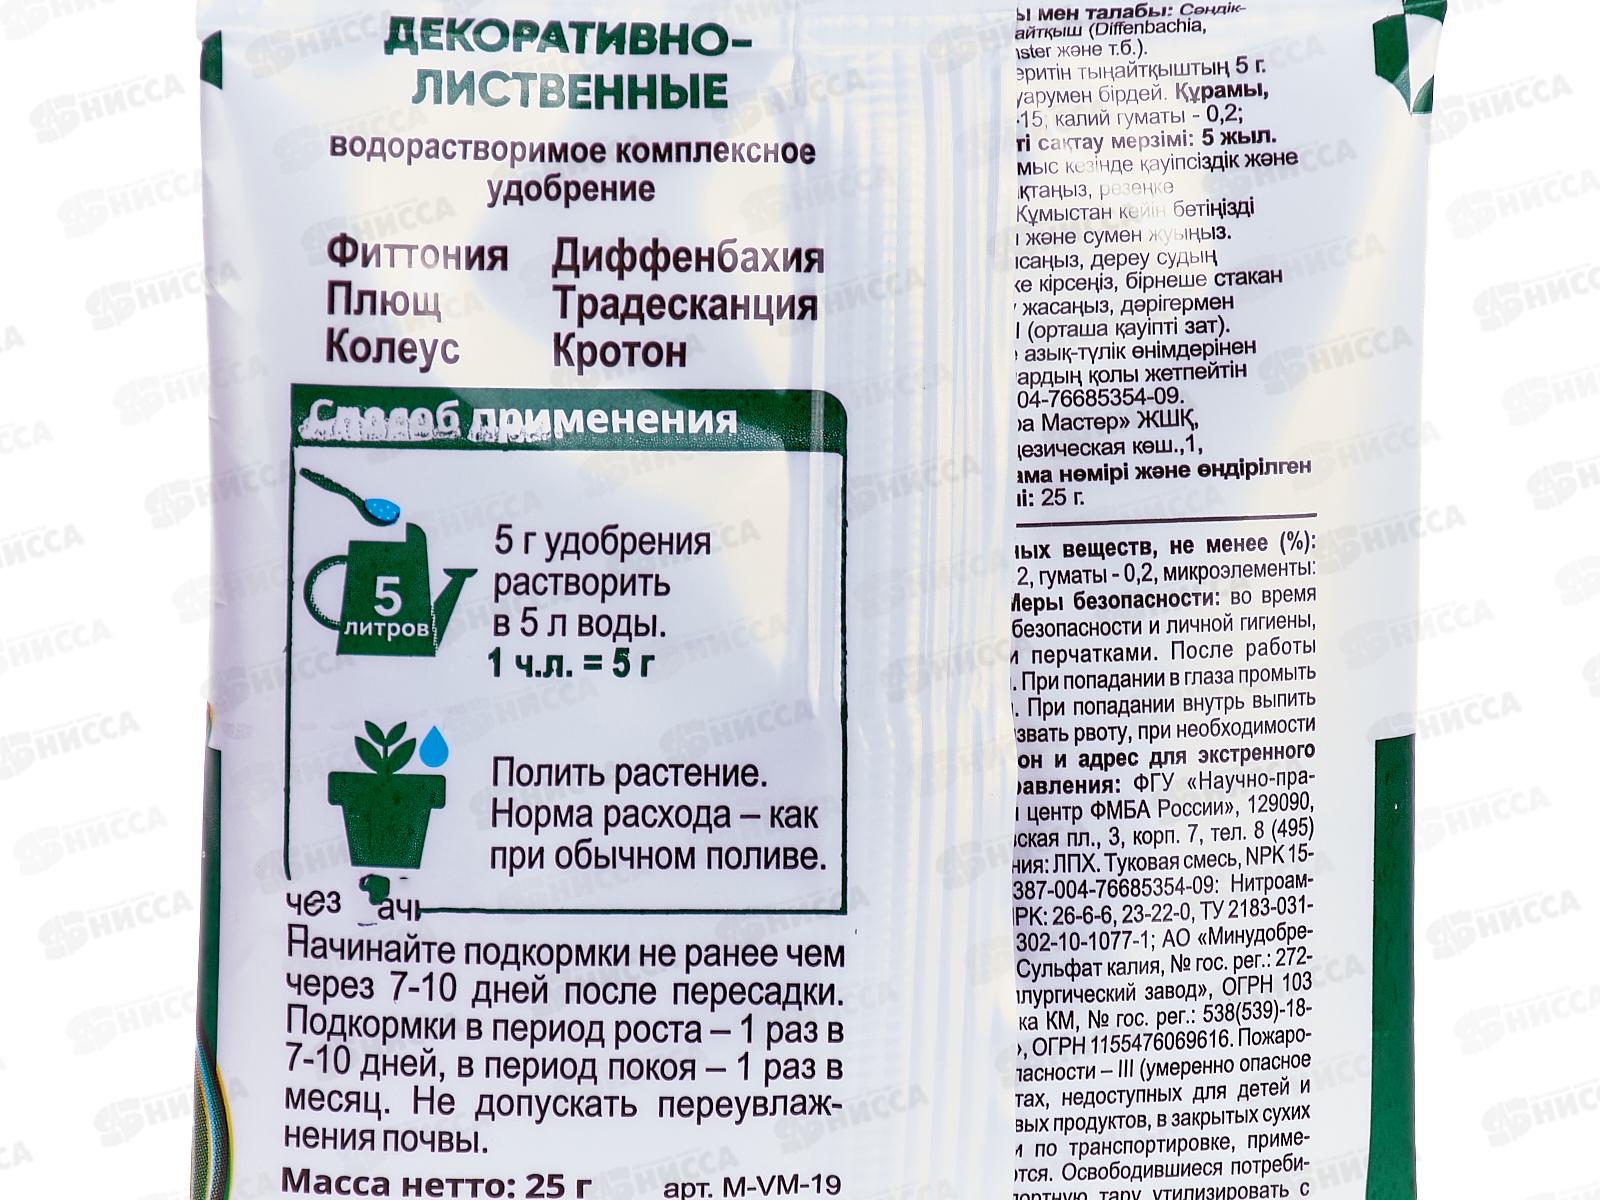 ДЕКОРАТИВНО-
ЛИСТВЕННЫЕ
водорастворимое комплексное
удобрение
Фиттония Диффенбахия
Плющ Традесканция
Колеус Кротон
Способ применения
5
литров
5 г удобрения
растворить
в 5 л воды.
1 ч.л. = 5 г
Полить растение.
Норма расхода – как
при обычном поливе.
Начинайте подкормки не ранее чем
через 7-10 дней после пересадки.
Подкормки в период роста – 1 раз в
7-10 дней, в период покоя – 1 раз в
месяц. Не допускать переувлаж-
нения почвы.
Масса нетто: 25 г арт. M-VM-19
мен талабы: Сәндік-
(Diffenbachia,
және т.б.).
тыңайтқыштың 5 г.
бірдей. Құрамы,
15, калий гуматы - 0,2;
сақтау мерзімі: 5 жыл.
кезінде қауіпсіздік және
резеңке
Құмыстан кейін бетіңізді
және сумен жуыңыз.
дереу судың
кірсеңіз, бірнеше стакан
жасаңыз, дәрігермен
(орташа қауіпті зат).
азық-түлік өнімдерінен
қолы жетпейтін
04-76685354-09.
Мастер» ЖШҚ,
көш.,1,
нөмірі және өндірілген
25 г.
веществ, не менее (%):
2, гуматы - 0,2, микроэлементы:
Меры безопасности: во время
безопасности и личной гигиены,
перчатками. После работы
При попадании в глаза промыть
При попадании внутрь выпить
рвоту, при необходимости
и адрес для экстренного
ФГУ «Научно-пра-
центр ФМБА России», 129090,
пл., 3, корп. 7, тел. 8 (495)
ЛПХ. Туковая смесь, NPK 15-
387-004-76685354-09: Нитроам-
26-6-6, 23-22-0, ТУ 2183-031-
302-10-1077-1; АО «Минудобре-
Сульфат калия, № гос. рег.: 272-
завод», ОГРН 103
КМ, № гос. рег.: 538(539)-18-
ОГРН 1155476069616. Пожаро-
– III (умеренно опасное
недоступных для детей и
продуктов, в закрытых сухих
по транспортировке, приме-
Освободившиеся потреби-
тару утилизировать с